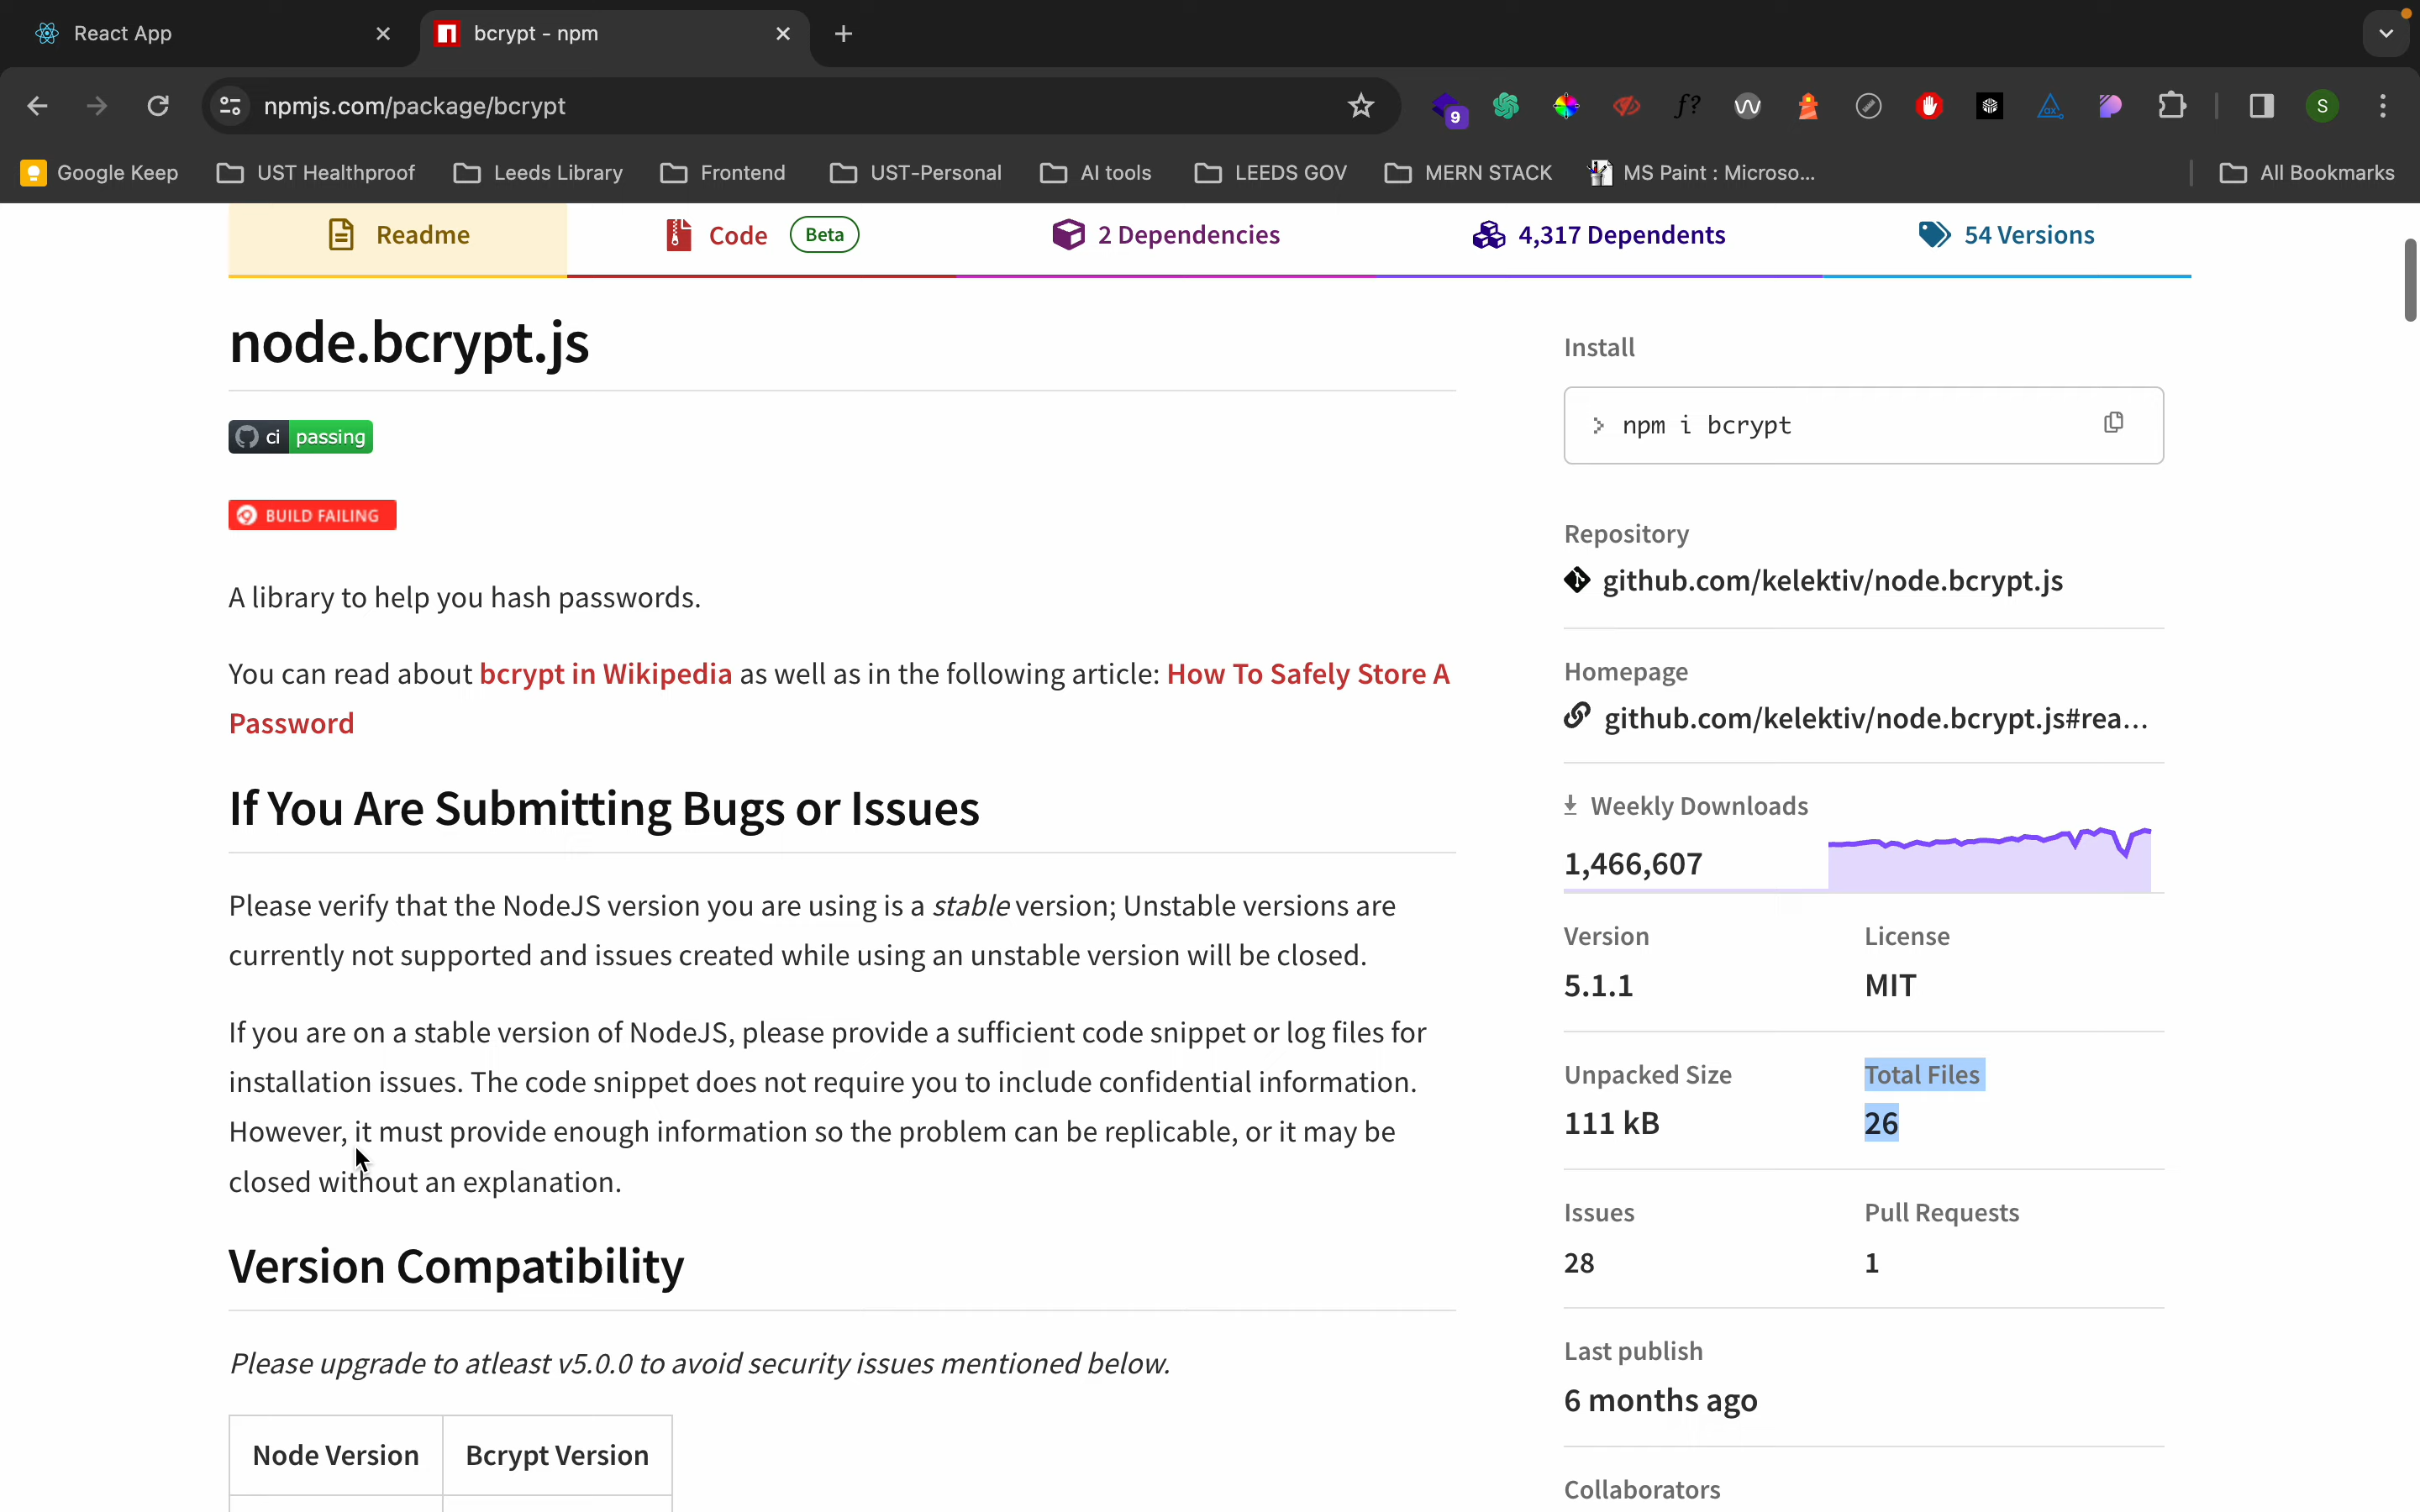 React App
bcrypt - npm
npmjs.com/package/bcrypt
9
f?
S
Google Keep
UST Healthproof
Leeds Library
Frontend
UST-Personal
AI tools
LEEDS GOV
MERN STACK
MS Paint : Microso...
All Bookmarks
Readme
Code Beta
2 Dependencies
4,317 Dependents
54 Versions
node.bcrypt.js
ci passing
BUILD FAILING
A library to help you hash passwords.
You can read about bcrypt in Wikipedia as well as in the following article: How To Safely Store A
Password
If You Are Submitting Bugs or Issues
Please verify that the NodeJS version you are using is a stable version; Unstable versions are
currently not supported and issues created while using an unstable version will be closed.
If you are on a stable version of NodeJS, please provide a sufficient code snippet or log files for
installation issues. The code snippet does not require you to include confidential information.
However, it must provide enough information so the problem can be replicable, or it may be
closed without an explanation.
Version Compatibility
Please upgrade to atleast v5.0.0 to avoid security issues mentioned below.
Node Version Bcrypt Version
Install
> npm i bcrypt
Repository
github.com/kelektiv/node.bcrypt.js
Homepage
github.com/kelektiv/node.bcrypt.js#rea...
Weekly Downloads
1,466,607
Version License
5.1.1 MIT
Unpacked Size Total Files
111 kB 26
Issues Pull Requests
28 1
Last publish
6 months ago
Collaborators